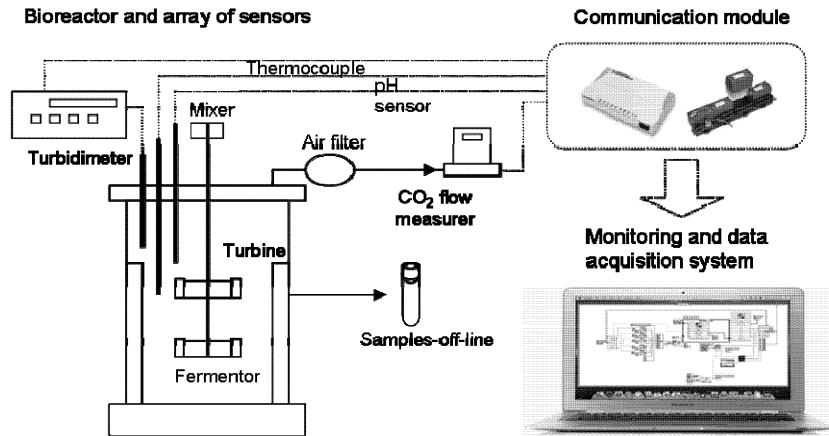 Bioreactor and array of sensors
Communication module
Thermocouple
pH
sensor
Mixer
Turbidimeter
Air filter
CO2 flow
measurer
Turbine
Monitoring and data
acquisition system
Samples-off-line
Fermentor